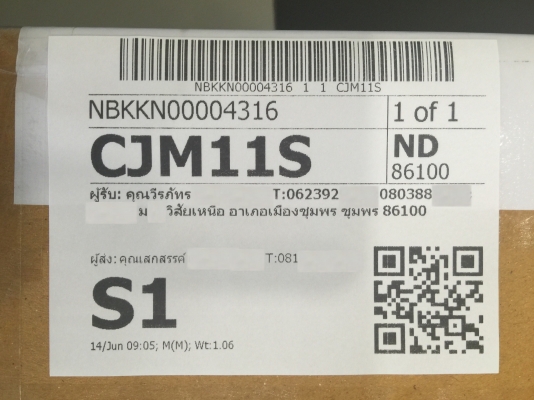 NBKKN00004316 1 1 CJM11S
NBKKN00004316 1 of 1
CJM11S ND
86100
ผู้รับ: คุณวีรภัทร T:062392 080388
ม วิสัยเหนือ อำเภอเมืองชุมพร ชุมพร 86100
ผู้ส่ง: คุณเสกสรรค์ T:081
S1
14/Jun 09:05; M(M); Wt:1.06